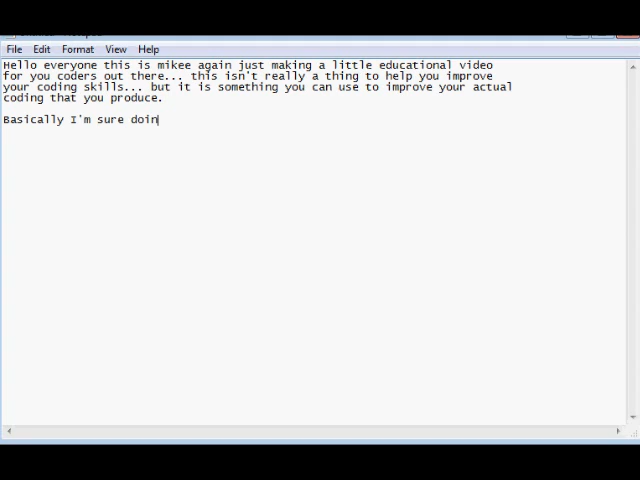 File Edit Format View Help
Hello everyone this is mikee again just making a little educational video
for you coders out there... this isn't really a thing to help you improve
your coding skills... but it is something you can use to improve your actual
coding that you produce.
Basically I'm sure doin